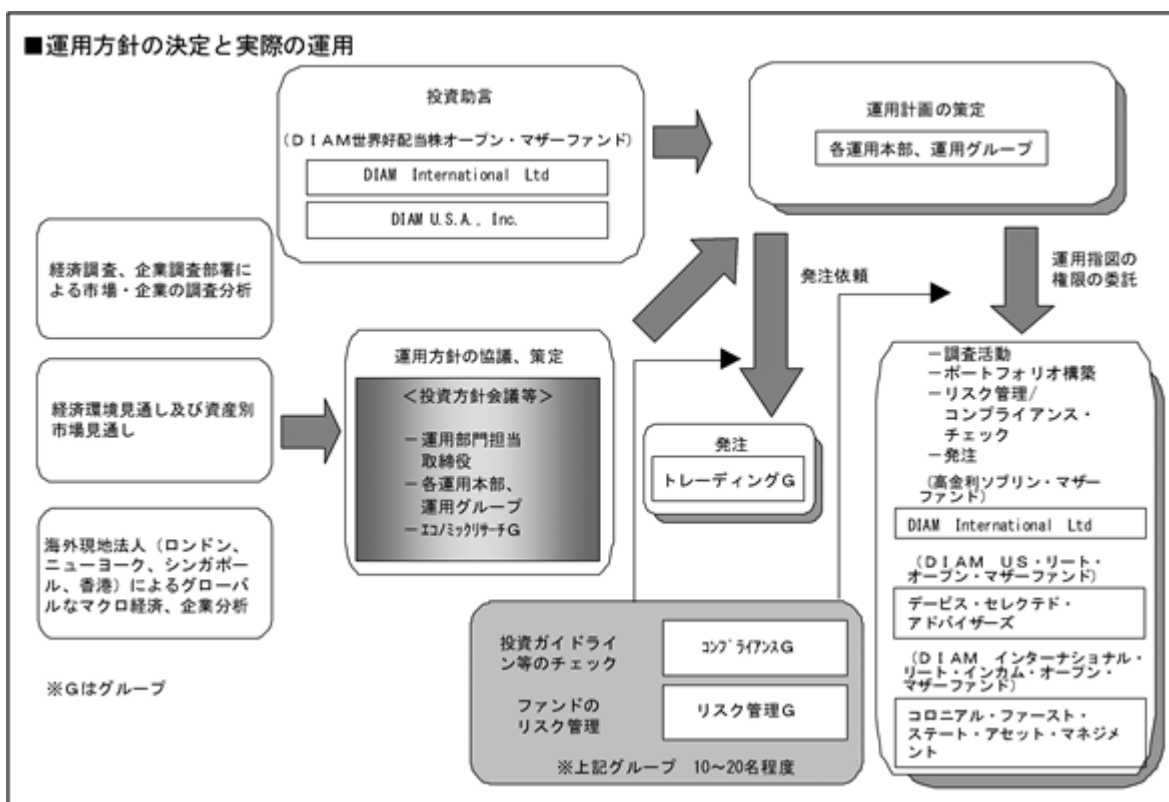 ■運用方針の決定と実際の運用
投資助言
(DIAM世界好配当株オープン・マザーファンド)
DIAM International Ltd
DIAM U.S.A., Inc.
運用計画の策定
各運用本部、運用グループ
経済調査、企業調査部署に
よる市場・企業の調査分析
経済環境見通し及び資産別
市場見通し
海外現地法人(ロンドン、
ニューヨーク、シンガポー
ル、香港)によるグローバ
ルなマクロ経済、企業分析
※Gはグループ
運用方針の協議、策定
<投資方針会議等>
-運用部門担当
取締役
-各運用本部、
運用グループ
-エコノミックリサーチG
発注依頼
運用指図の
権限の委託
発注
トレーディングG
-調査活動
-ポートフォリオ構築
-リスク管理/
コンプライアンス・
チェック
-発注
(高金利ソブリン・マザー
ファンド)
DIAM International Ltd
(DIAM US・リート・
オープン・マザーファンド)
デービス・セレクテド・
アドバイザーズ
(DIAM インターナショナル・
リート・インカム・オープン・
マザーファンド)
コロニアル・ファースト・
ステート・アセット・マネジメ
ント
投資ガイドライ
ン等のチェック
コンプライアンスG
ファンドの
リスク管理
リスク管理G
※上記グループ 10~20名程度